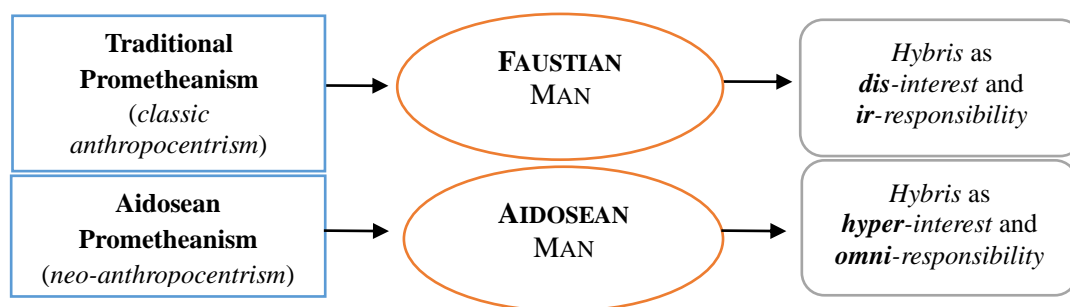 Traditional
Prometheanism
(classic
anthropocentrism)
FAUSTIAN
MAN
Hybris as
dis-interest and
ir-responsibility
Aidosean
Prometheanism
(neo-anthropocentrism)
AIDOSEAN
MAN
Hybris as
hyper-interest and
omni-responsibility